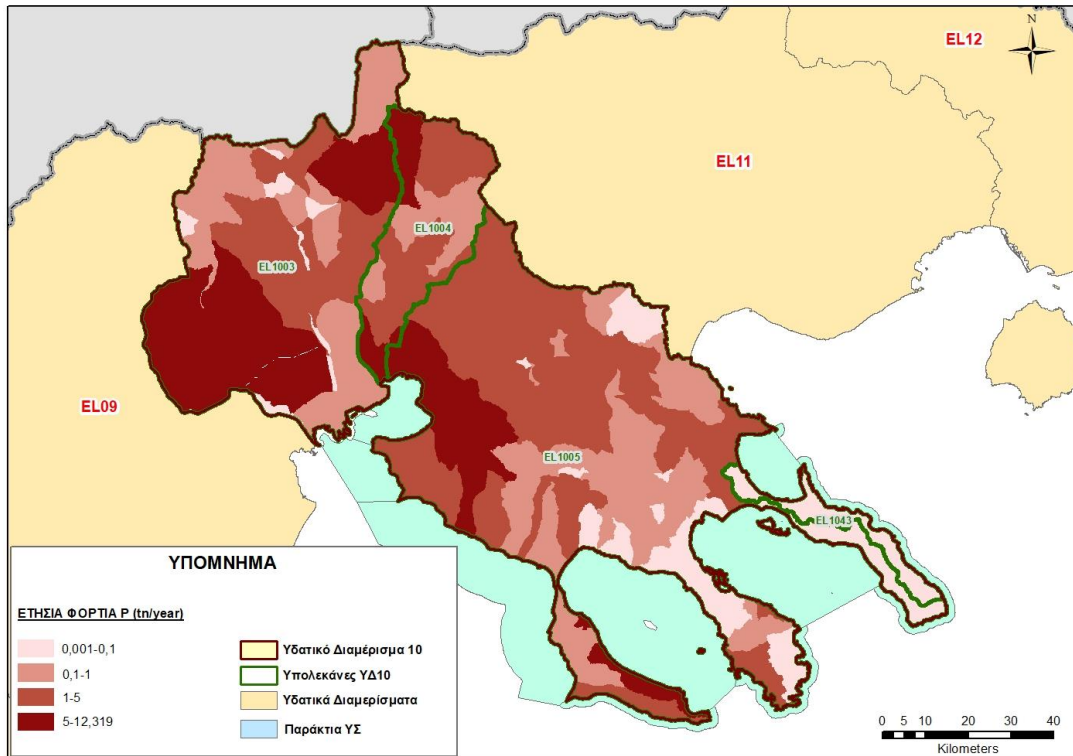 EL12
N
EL11
EL1004
EL1003
EL09
EL1005
EL1043
ΥΠΟΜΝΗΜΑ
ΕΤΗΣΙΑ ΦΟΡΤΙΑ P (tn/year)
0,001-0,1
0,1-1
1-5
5-12,319
Υδατικό Διαμέρισμα 10
Υπολεκάνες ΥΔ10
Υδατικά Διαμερίσματα
Παράκτια ΥΣ
0 5 10 20 30 40
Kilometers